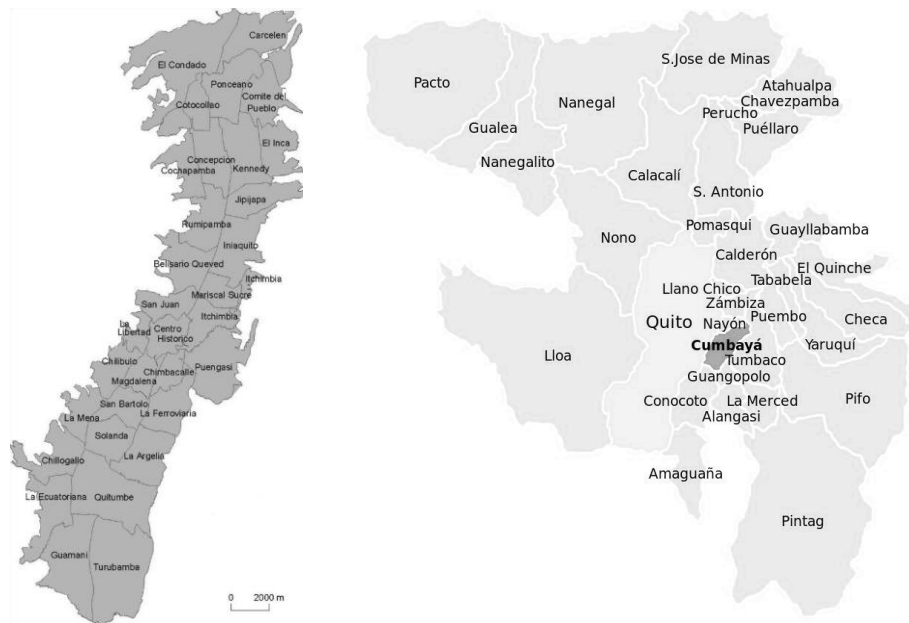 Carcelen
El Condado
Ponceano
Comite del
Pueblo
Cotocollao
El Inca
Concepcion
Cochapamba
Kennedy
Jipijapa
Rumipamba
Iniaquito
Belisario Queved
Itchimbia
Mariscal Sucre
San Juan
Itchimbia
La
Libertad
Centro
Historico
Chilibulo
Chimbacalle
Puengasi
Magdalena
San Bartolo
La Ferroviaria
La Mena
Solanda
La Argelia
Chillogallo
La Ecuatoriana
Quitumbe
Guamani
Turubamba
0 2000 m
Pacto
S.Jose de Minas
Atahualpa
Chavezpamba
Nanegal
Perucho
Puéllaro
Gualea
Nanegalito
Calacalí
S. Antonio
Pomasqui
Guayllabamba
Nono
Calderón
El Quinche
Tababela
Llano Chico
Zámbiza
Puembo
Checa
Quito
Nayón
Cumbayá
Yaruquí
Lloa
Tumbaco
Guangopolo
Conocoto
La Merced
Pifo
Alangasi
Amaguaña
Pintag